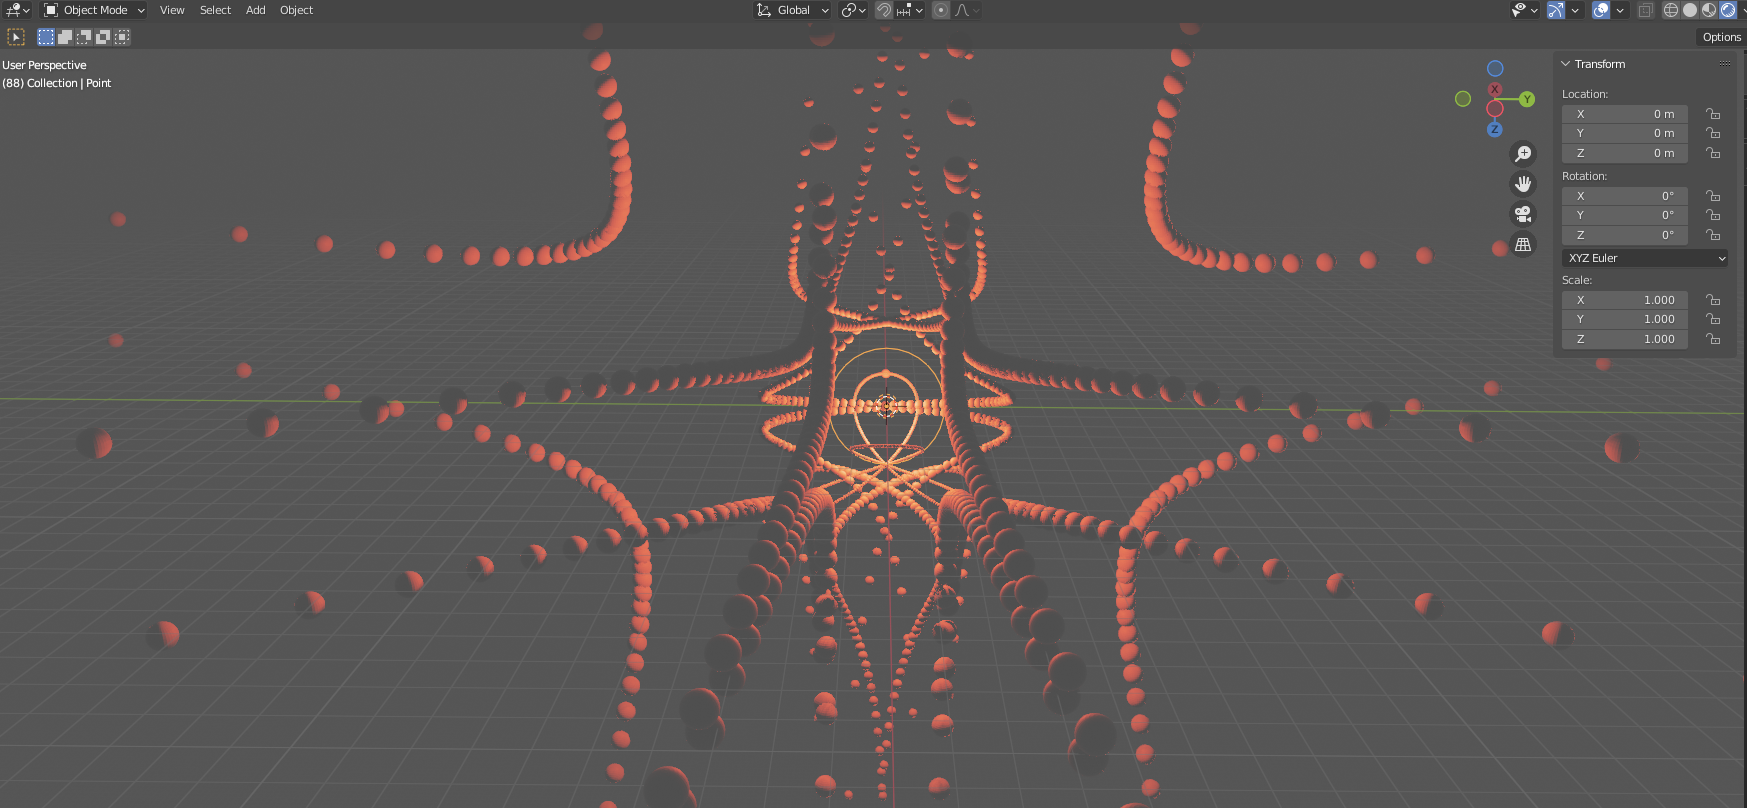 Object Mode View Select Add Object Global
Options
User Perspective
(88) Collection | Point
Transform
Location:
X 0 m
Y 0 m
Z 0 m
Rotation:
X 0°
Y 0°
Z 0°
XYZ Euler
Scale:
X 1.000
Y 1.000
Z 1.000
X
Y
Z